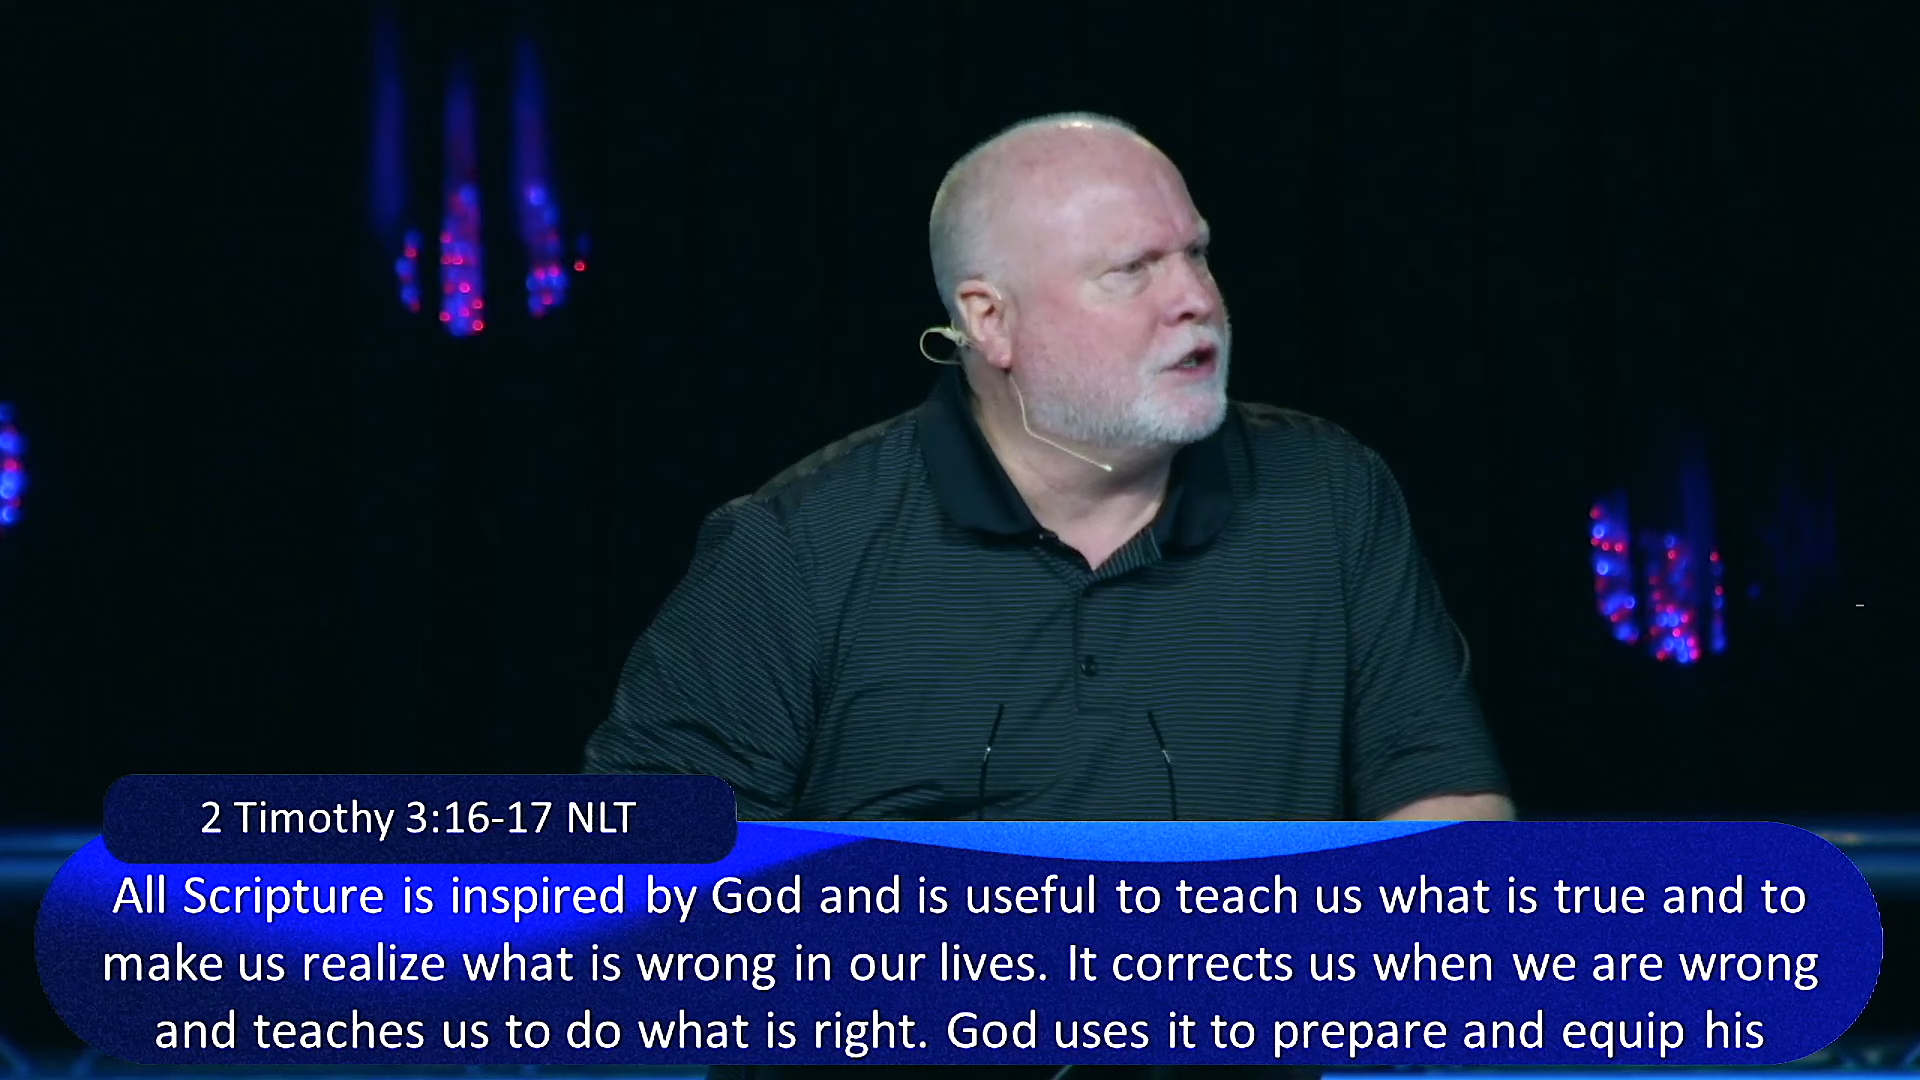 2 Timothy 3:16-17 NLT
All Scripture is inspired by God and is useful to teach us what is true and to
make us realize what is wrong in our lives. It corrects us when we are wrong
and teaches us to do what is right. God uses it to prepare and equip his